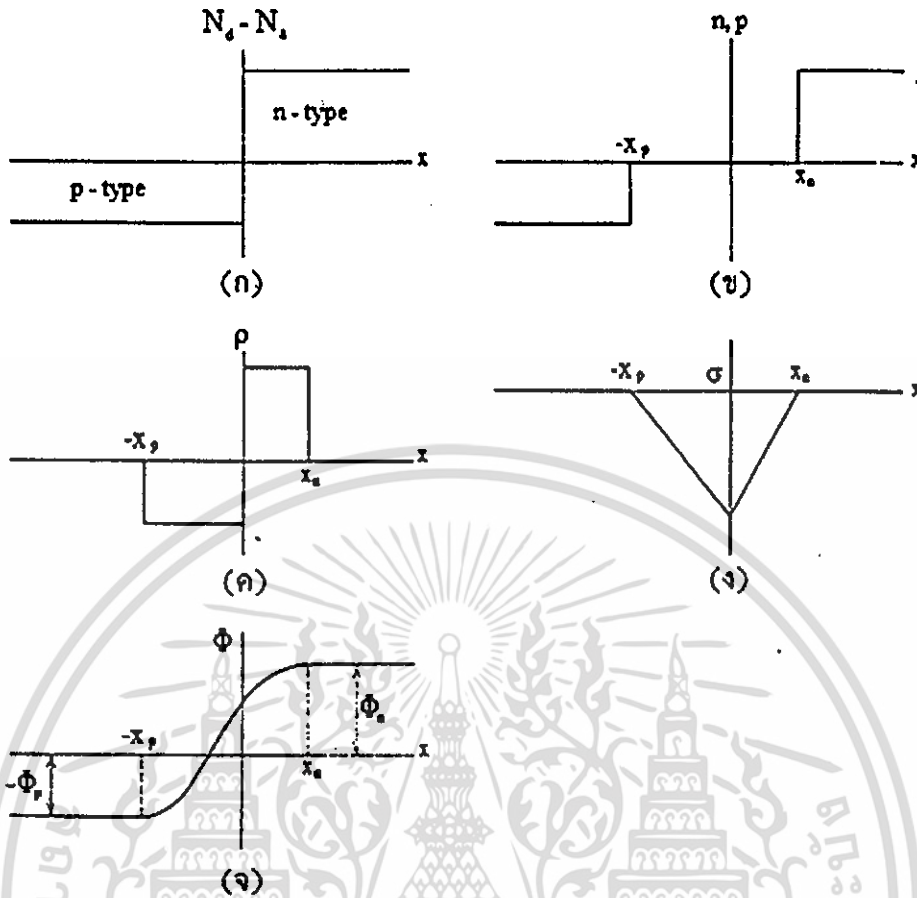 N_d - N_a
n - type
x
p - type
(ก)
n, p
-x_p
x_n
x
(ข)
ρ
-x_p
x_n
x
(ค)
-x_p
σ
x_n
x
(ง)
Φ
-x_p
Φ_n
x
x_n
-Φ_p
(จ)